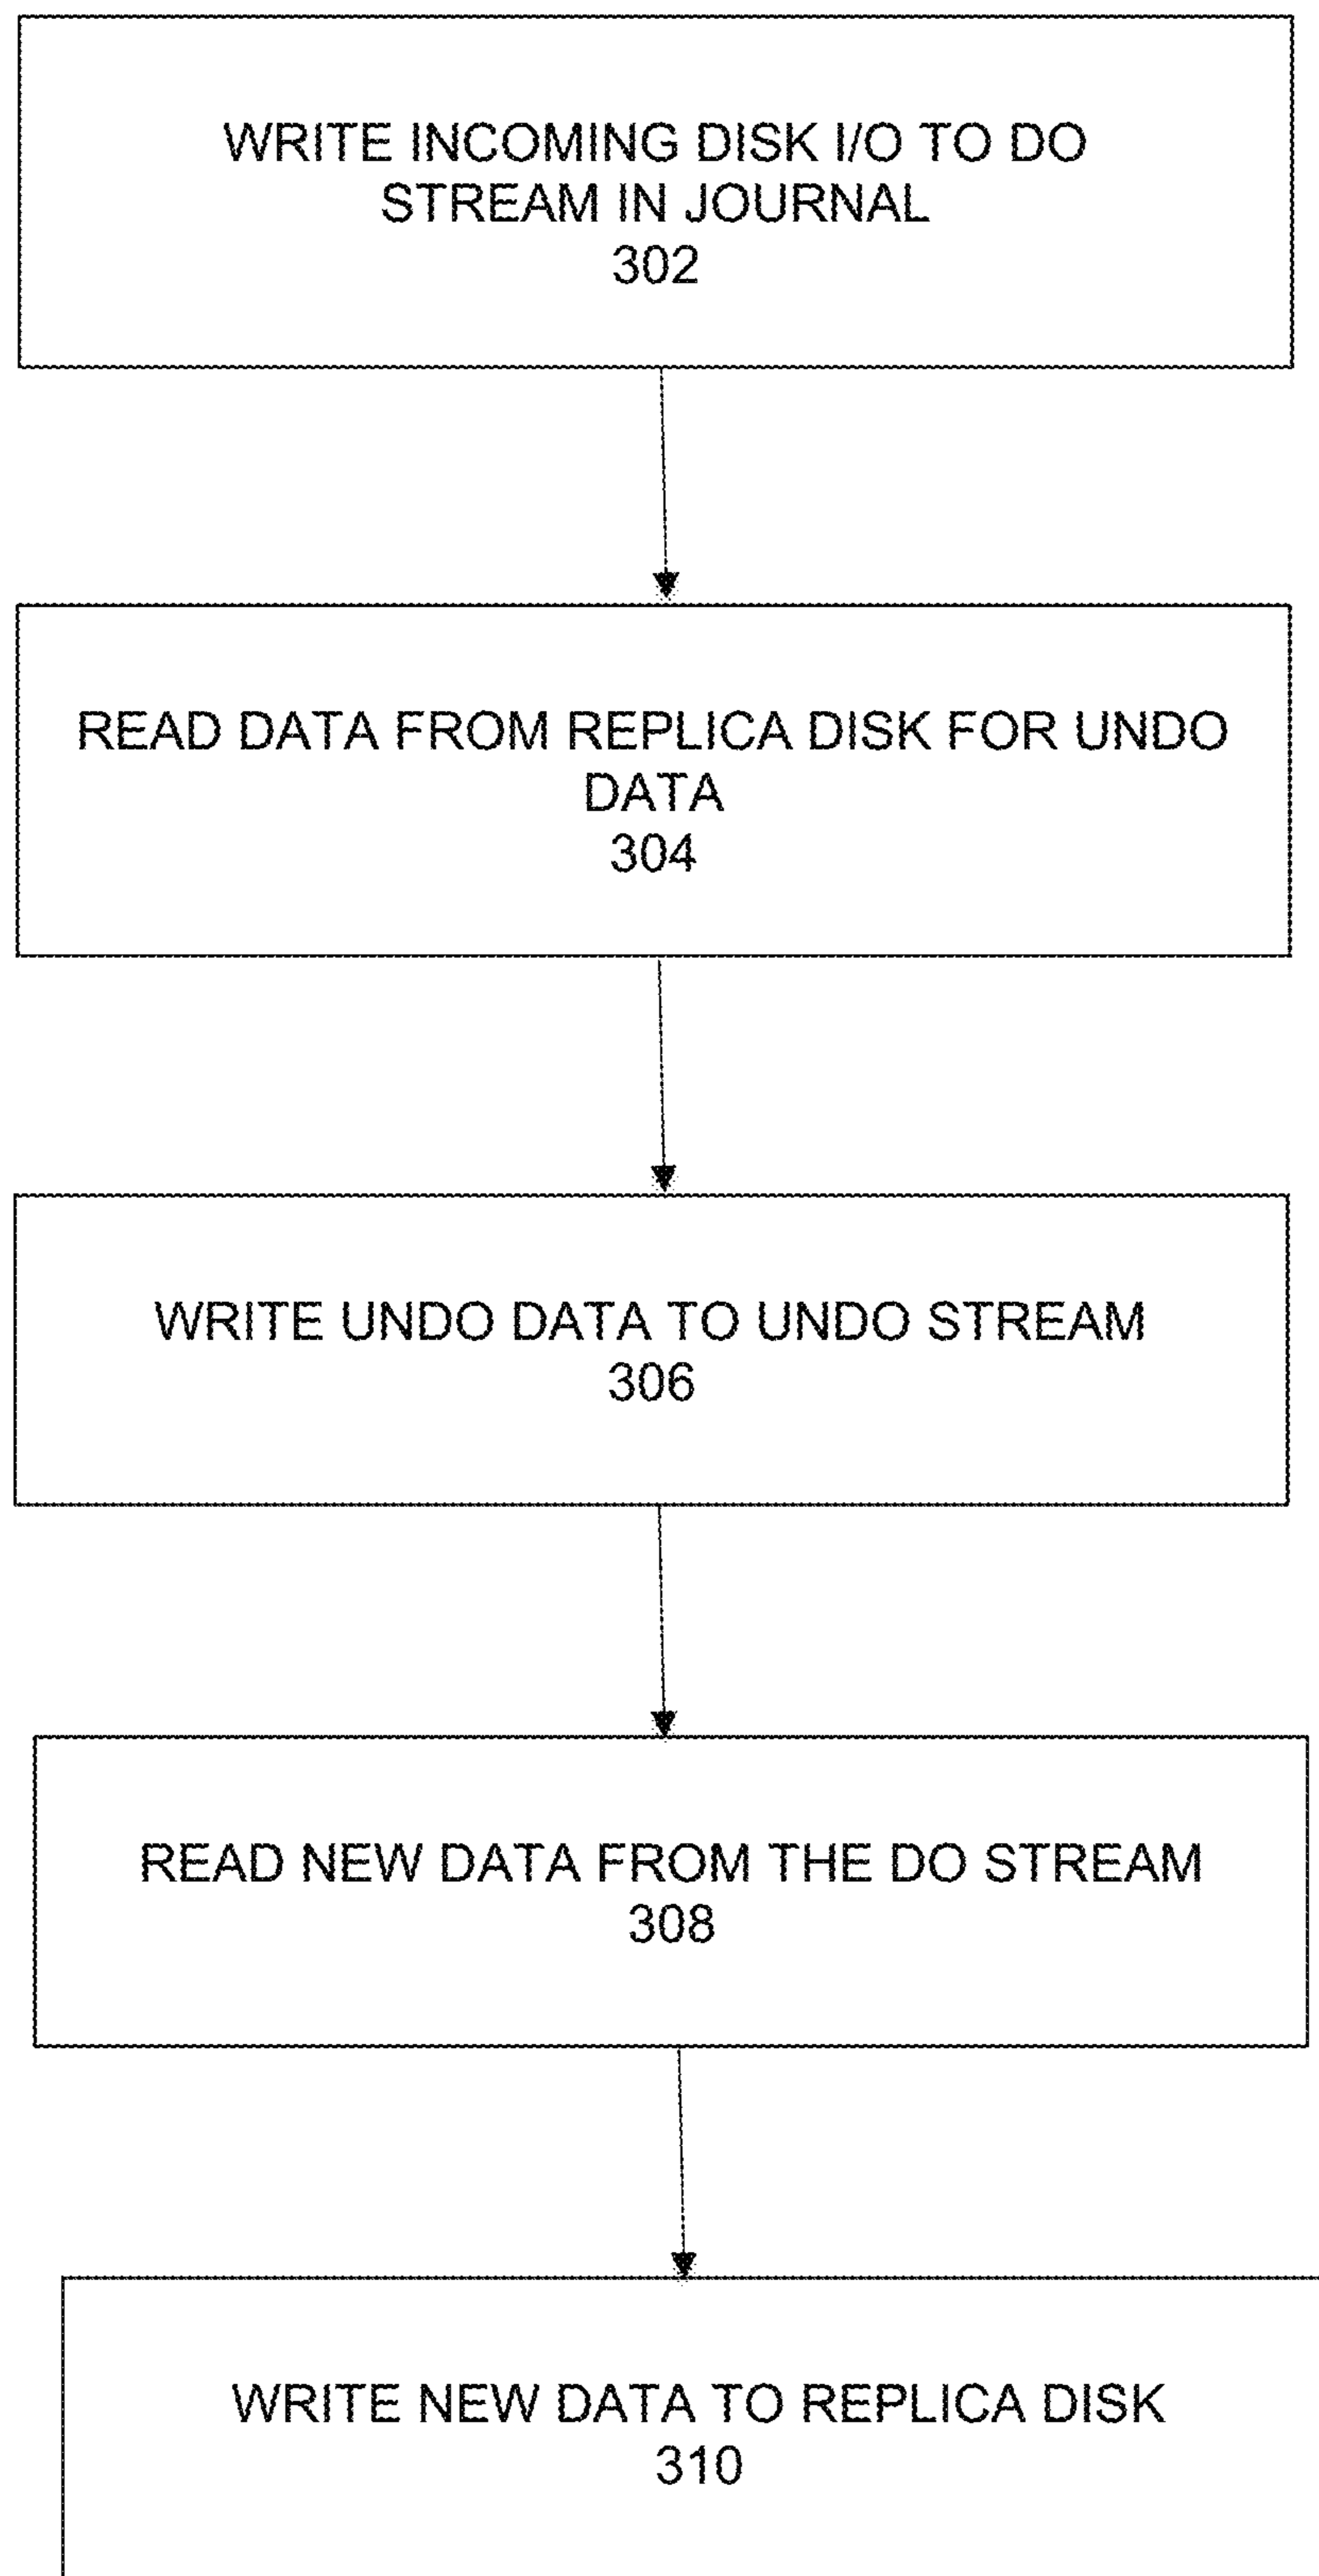 WRITE INCOMING DISK I/O TO DO
STREAM IN JOURNAL
302
READ DATA FROM REPLICA DISK FOR UNDO
DATA
304
WRITE UNDO DATA TO UNDO STREAM
306
READ NEW DATA FROM THE DO STREAM
308
WRITE NEW DATA TO REPLICA DISK
310